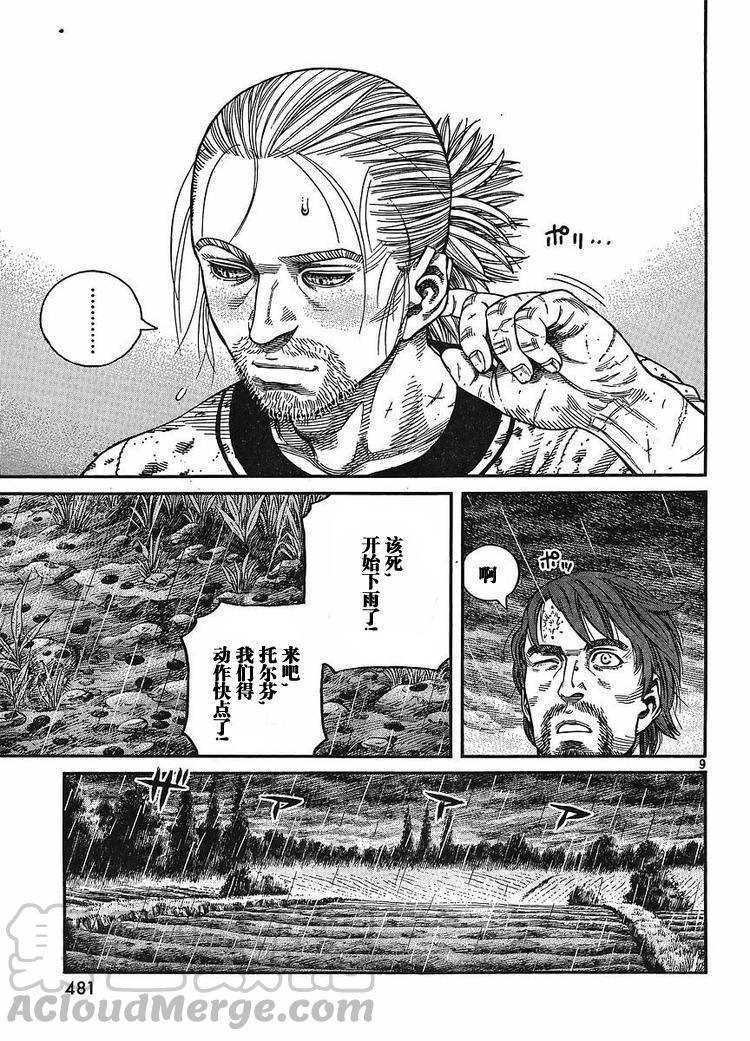 ポリ...
………
啊
ポツ
该死,
开始下雨了!
来吧,
托尔芬,
我们得
动作快点了!
9
ザアアア
481
AcloudMerge.com